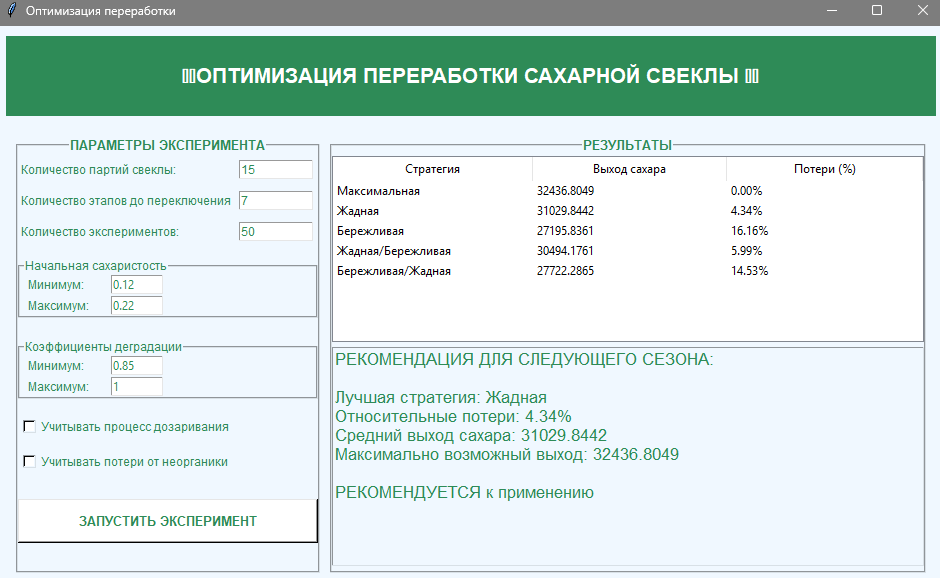 Оптимизация переработки
ОПТИМИЗАЦИЯ ПЕРЕРАБОТКИ САХАРНОЙ СВЕКЛЫ
ПАРАМЕТРЫ ЭКСПЕРИМЕНТА
Количество партий свеклы: 15
Количество этапов до переключения 7
Количество экспериментов: 50
Начальная сахаристость
Минимум: 0.12
Максимум: 0.22
Коэффициенты деградации
Минимум: 0.85
Максимум: 1
Учитывать процесс дозаривания
Учитывать потери от неорганики
ЗАПУСТИТЬ ЭКСПЕРИМЕНТ
РЕЗУЛЬТАТЫ
Стратегия Выход сахара Потери (%)
Максимальная 32436.8049 0.00%
Жадная 31029.8442 4.34%
Бережливая 27195.8361 16.16%
Жадная/Бережливая 30494.1761 5.99%
Бережливая/Жадная 27722.2865 14.53%
РЕКОМЕНДАЦИЯ ДЛЯ СЛЕДУЮЩЕГО СЕЗОНА:
Лучшая стратегия: Жадная
Относительные потери: 4.34%
Средний выход сахара: 31029.8442
Максимально возможный выход: 32436.8049
РЕКОМЕНДУЕТСЯ к применению